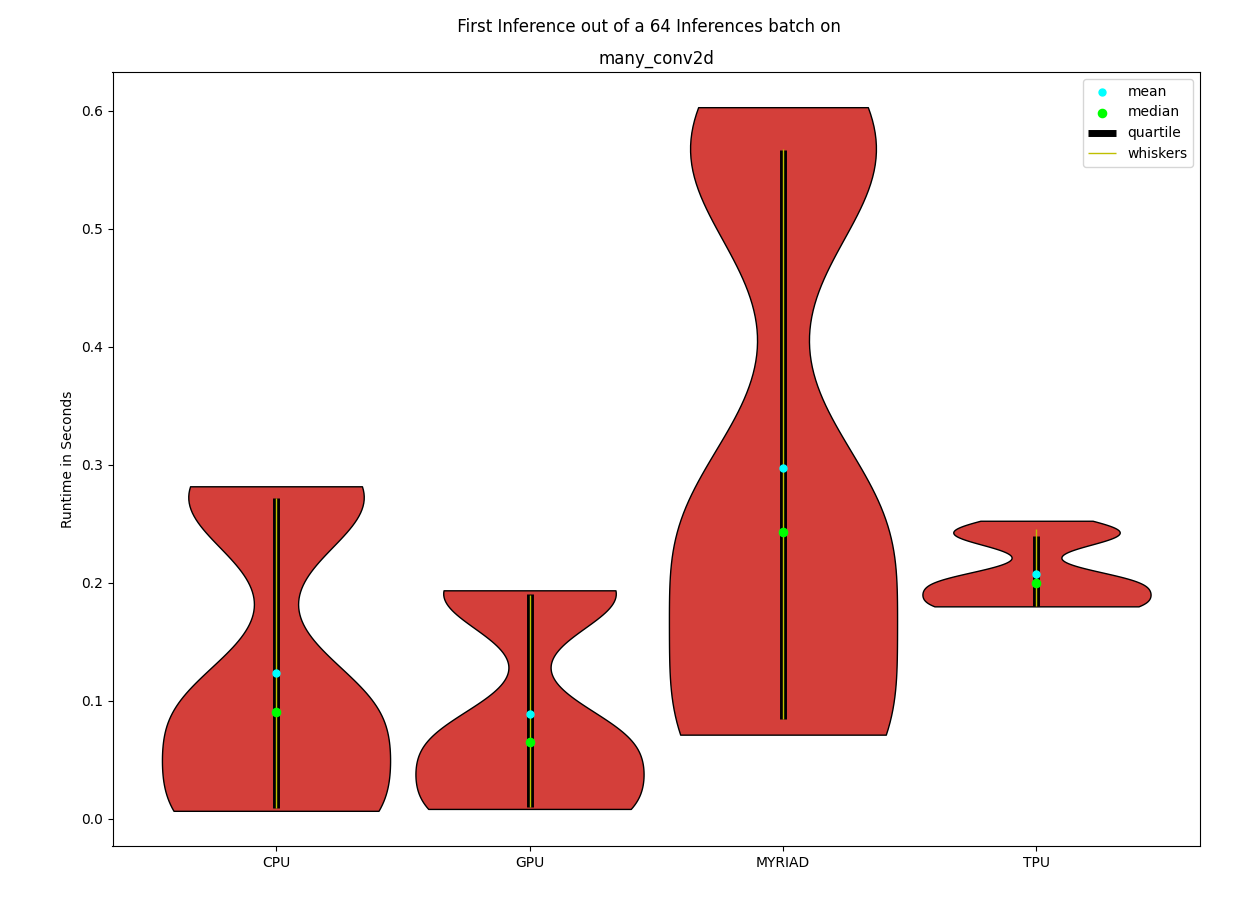 First Inference out of a 64 Inferences batch on
many_conv2d
mean
median
quartile
whiskers
Runtime in Seconds
0.6
0.5
0.4
0.3
0.2
0.1
0.0
CPU
GPU
MYRIAD
TPU